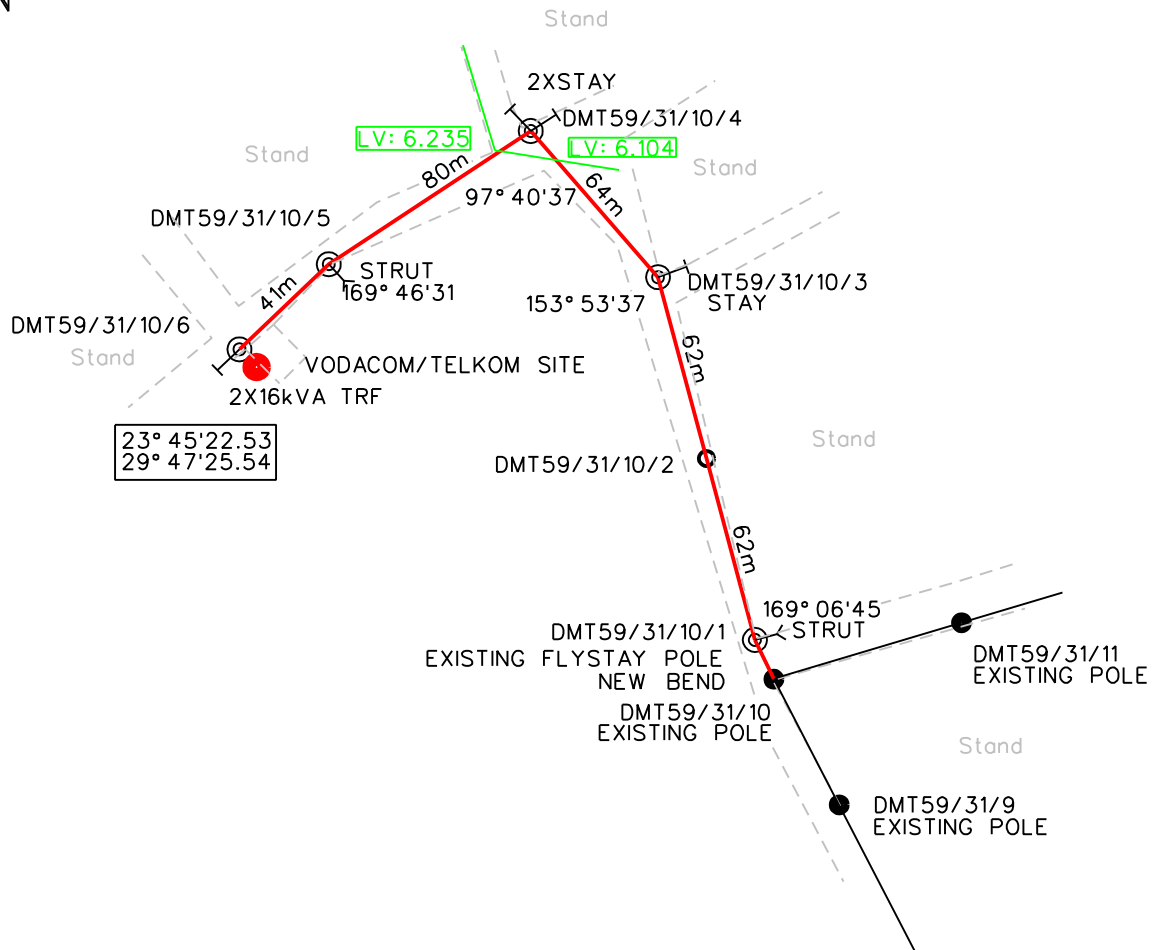 N
Stand
2XSTAY
DMT59/31/10/4
LV: 6.235
LV: 6.104
Stand
Stand
80m
64m
97° 40'37
DMT59/31/10/5
STRUT
169° 46'31
41m
DMT59/31/10/3
STAY
153° 53'37
DMT59/31/10/6
Stand
VODACOM/TELKOM SITE
2X16kVA TRF
62m
23° 45'22.53
29° 47'25.54
Stand
DMT59/31/10/2
62m
169° 06'45
STRUT
DMT59/31/10/1
EXISTING FLYSTAY POLE
NEW BEND
DMT59/31/11
EXISTING POLE
DMT59/31/10
EXISTING POLE
Stand
DMT59/31/9
EXISTING POLE